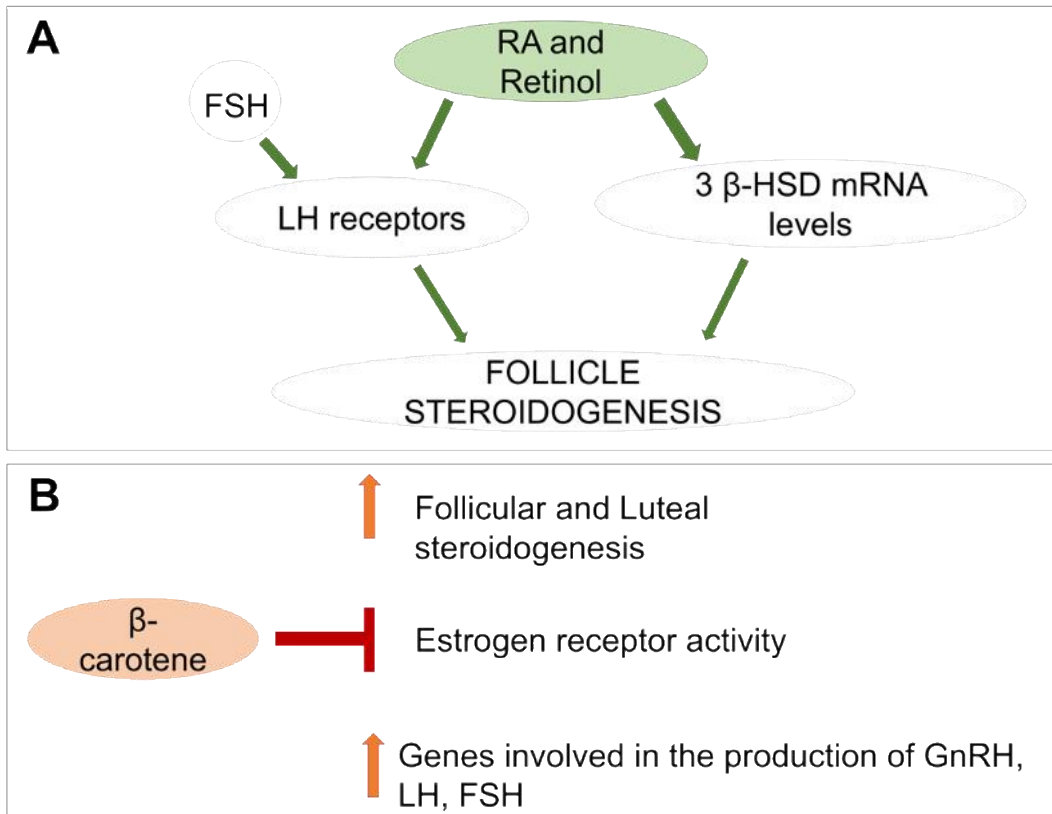 A
RA and
Retinol
FSH
LH receptors
3 β-HSD mRNA
levels
FOLLICLE
STEROIDOGENESIS
B
Follicular and Luteal
steroidogenesis
β-
carotene
Estrogen receptor activity
Genes involved in the production of GnRH,
LH, FSH